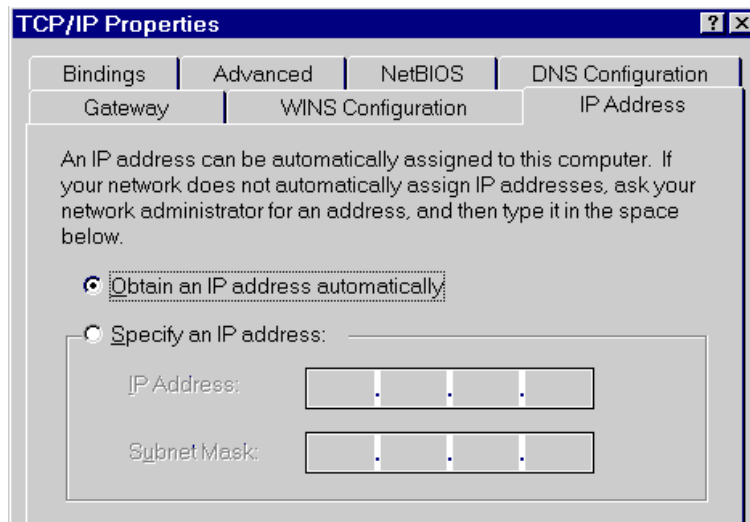 TCP/IP Properties
Bindings Advanced NetBIOS DNS Configuration
Gateway WINS Configuration IP Address
An IP address can be automatically assigned to this computer. If
your network does not automatically assign IP addresses, ask your
network administrator for an address, and then type it in the space
below.
Obtain an IP address automatically
Specify an IP address:
IP Address:
. . .
Subnet Mask:
. . .